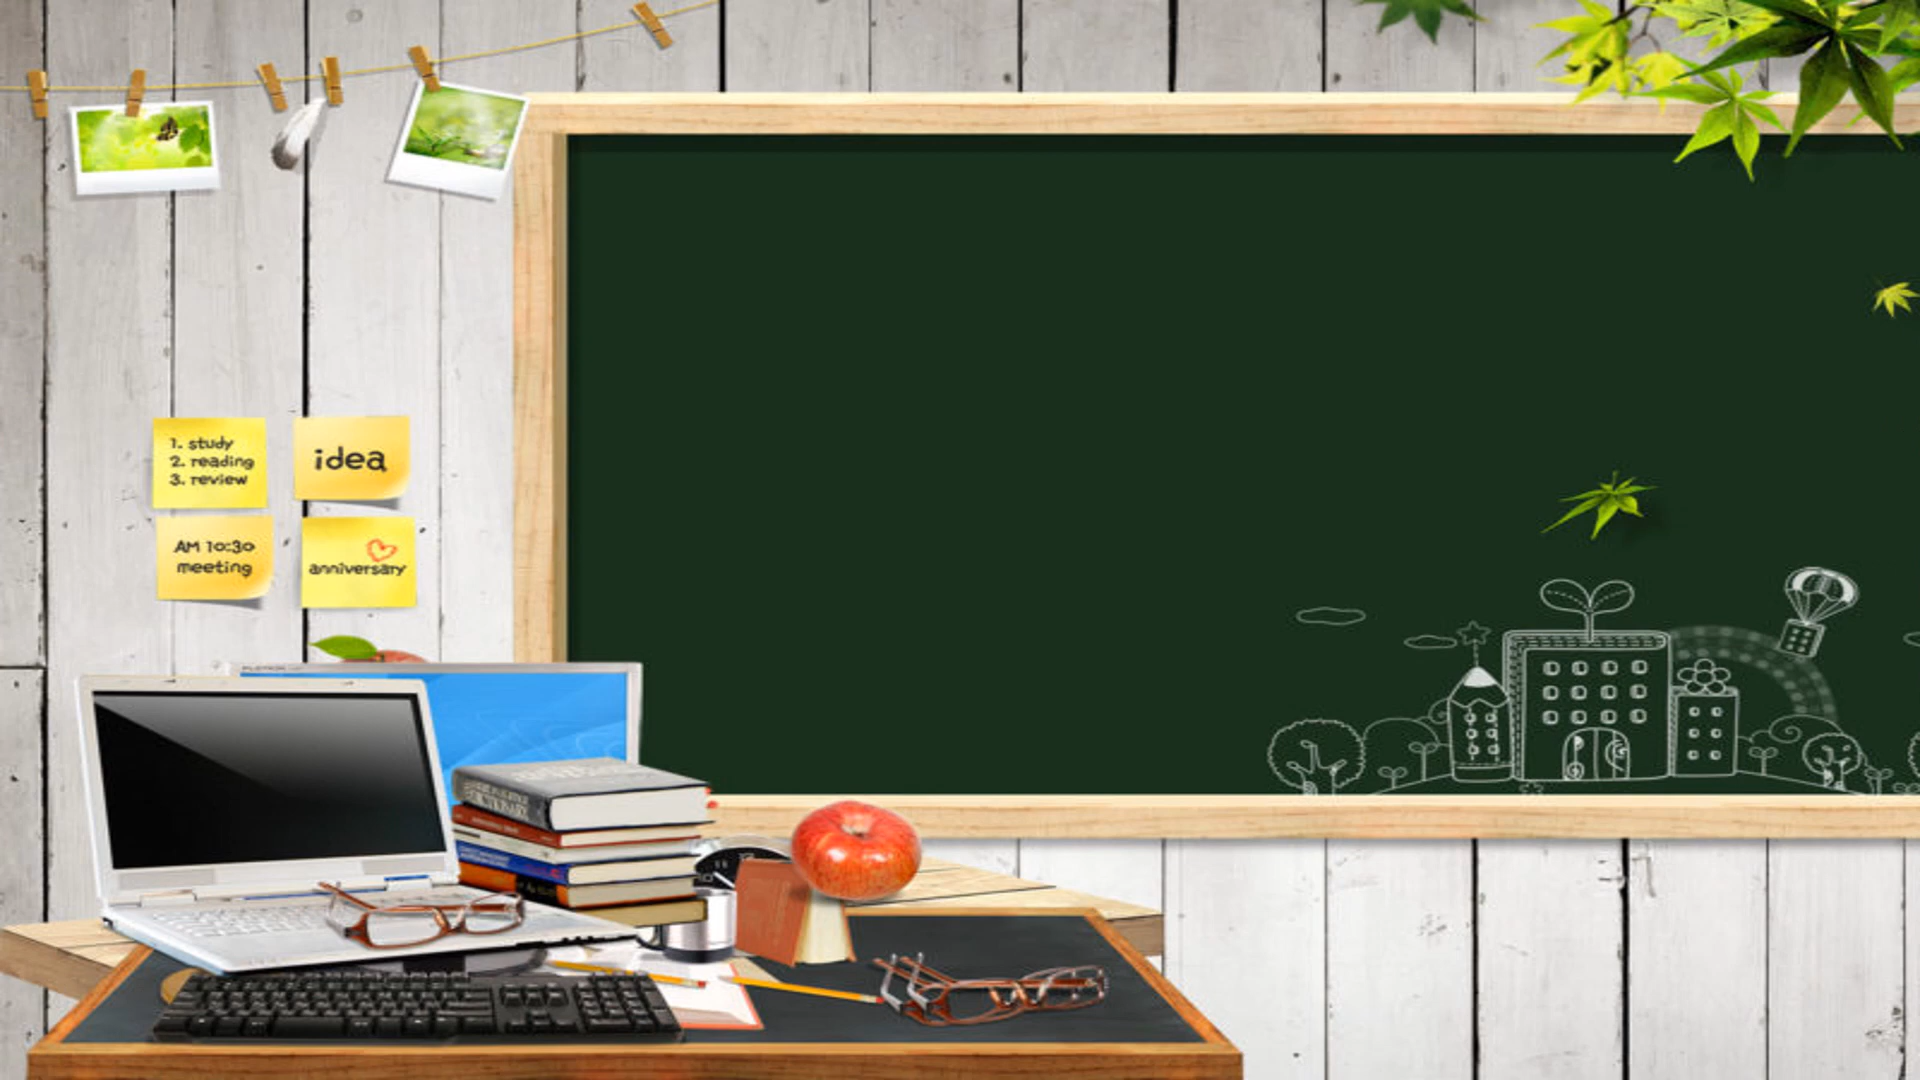 1. study
2. reading
3. review
idea
AM 10:30
meeting
anniversary
DICTIONARY